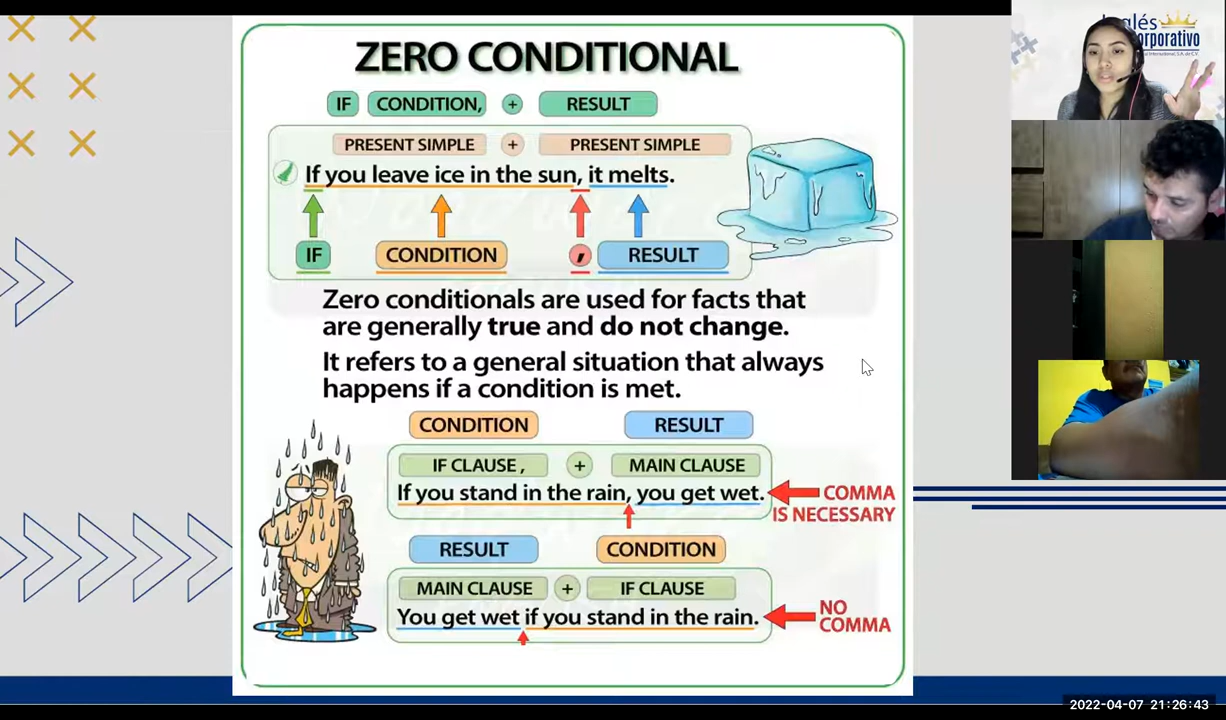 ZERO CONDITIONAL
IF CONDITION, + RESULT
PRESENT SIMPLE + PRESENT SIMPLE
If you leave ice in the sun, it melts.
IF CONDITION , RESULT
Zero conditionals are used for facts that
are generally true and do not change.
It refers to a general situation that always
happens if a condition is met.
CONDITION RESULT
IF CLAUSE , + MAIN CLAUSE
If you stand in the rain, you get wet.
COMMA
IS NECESSARY
RESULT CONDITION
MAIN CLAUSE + IF CLAUSE
You get wet if you stand in the rain.
NO
COMMA
Inglés
orporativo
2022-04-07 21:26:43